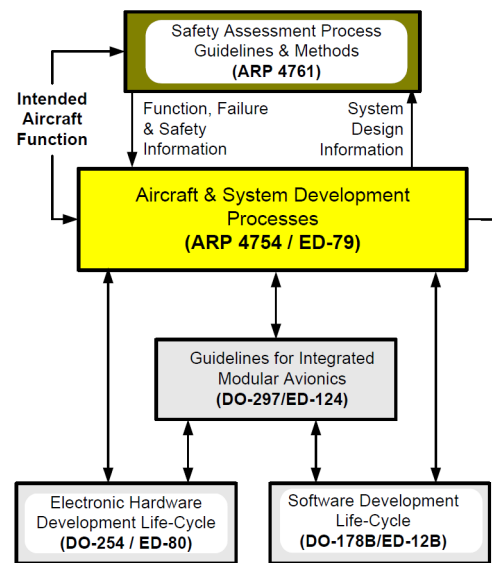 Safety Assessment Process
Guidelines & Methods
(ARP 4761)
Intended
Aircraft
Function
Function, Failure
& Safety
Information
System
Design
Information
Aircraft & System Development
Processes
(ARP 4754 / ED-79)
Guidelines for Integrated
Modular Avionics
(DO-297/ED-124)
Electronic Hardware
Development Life-Cycle
(DO-254 / ED-80)
Software Development
Life-Cycle
(DO-178B/ED-12B)